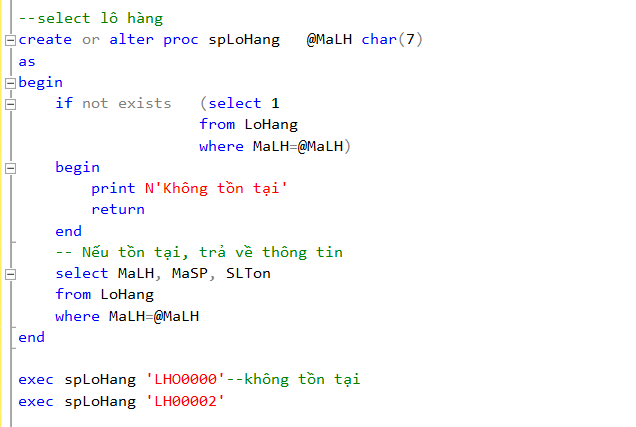 --select lô hàng
create or alter proc spLoHang   @MaLH char(7)
as
begin
    if not exists   (select 1
                    from LoHang
                    where MaLH=@MaLH)
    begin
        print N'Không tồn tại'
        return
    end
    -- Nếu tồn tại, trả về thông tin
    select MaLH, MaSP, SLTon
    from LoHang
    where MaLH=@MaLH
end
exec spLoHang 'LHO0000'--không tồn tại
exec spLoHang 'LH00002'